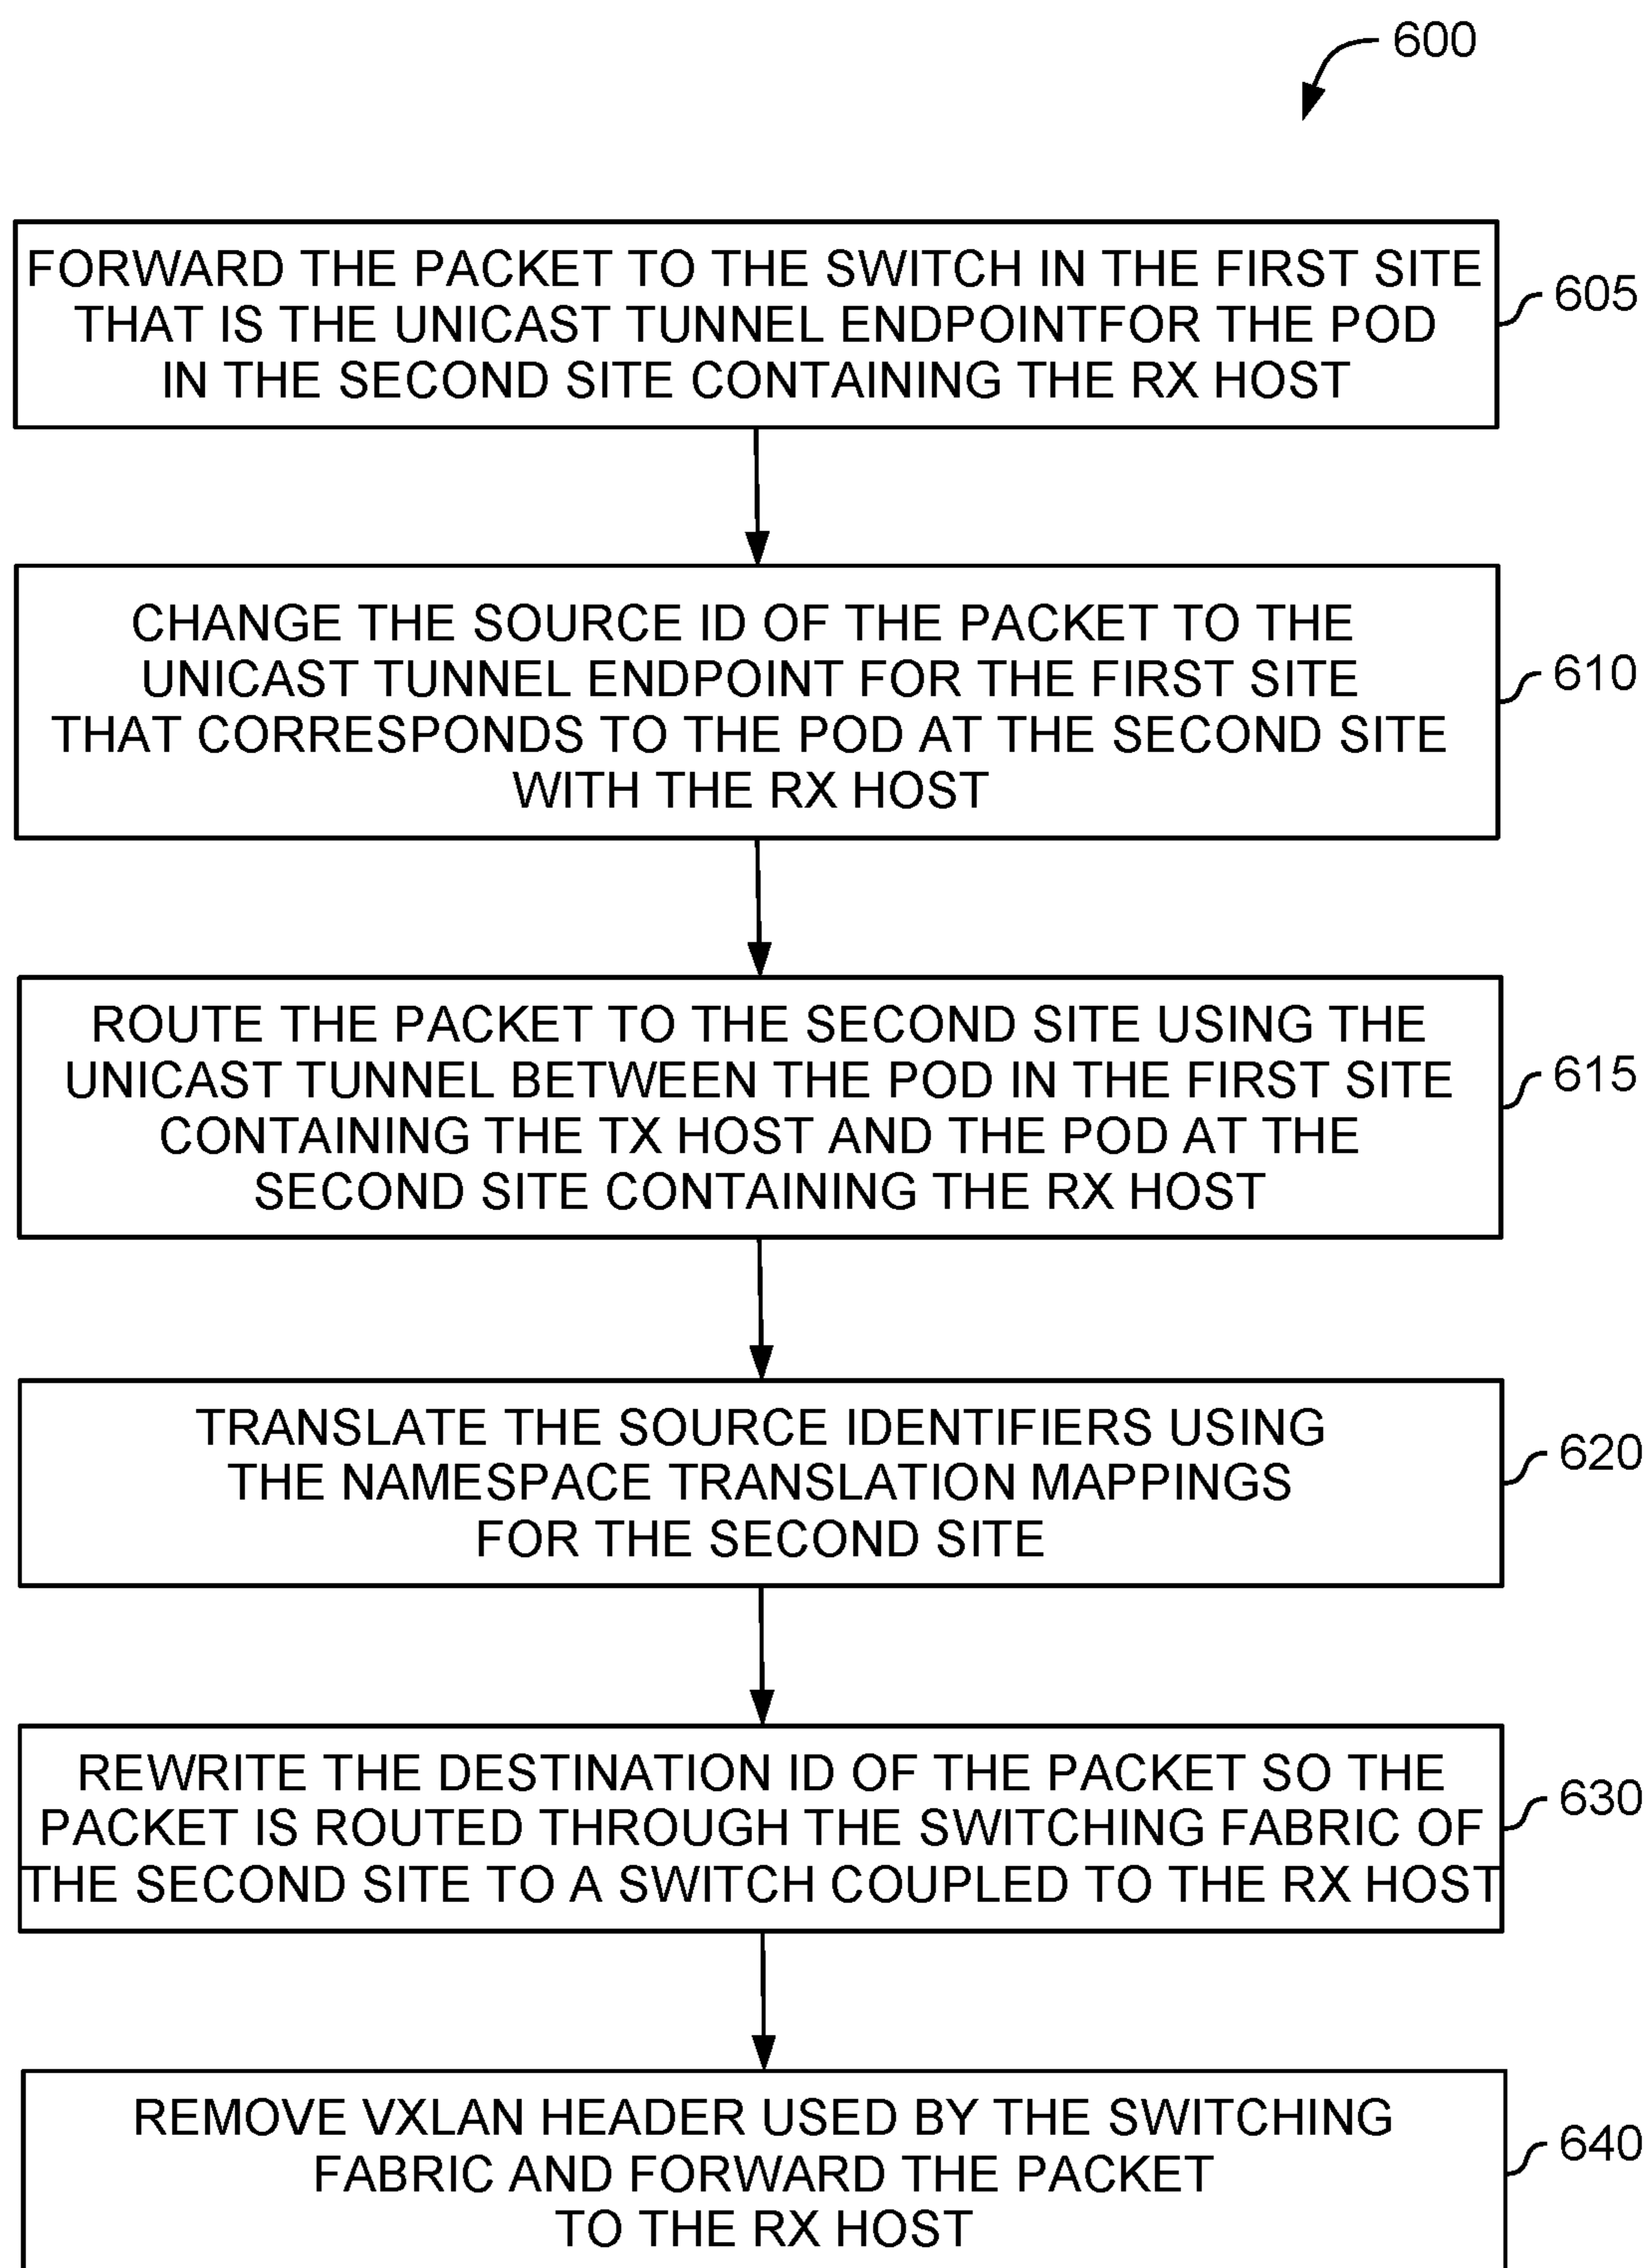 600
FORWARD THE PACKET TO THE SWITCH IN THE FIRST SITE
THAT IS THE UNICAST TUNNEL ENDPOINTFOR THE POD
IN THE SECOND SITE CONTAINING THE RX HOST
605
CHANGE THE SOURCE ID OF THE PACKET TO THE
UNICAST TUNNEL ENDPOINT FOR THE FIRST SITE
THAT CORRESPONDS TO THE POD AT THE SECOND SITE
WITH THE RX HOST
610
ROUTE THE PACKET TO THE SECOND SITE USING THE
UNICAST TUNNEL BETWEEN THE POD IN THE FIRST SITE
CONTAINING THE TX HOST AND THE POD AT THE
SECOND SITE CONTAINING THE RX HOST
615
TRANSLATE THE SOURCE IDENTIFIERS USING
THE NAMESPACE TRANSLATION MAPPINGS
FOR THE SECOND SITE
620
REWRITE THE DESTINATION ID OF THE PACKET SO THE
PACKET IS ROUTED THROUGH THE SWITCHING FABRIC OF
THE SECOND SITE TO A SWITCH COUPLED TO THE RX HOST
630
REMOVE VXLAN HEADER USED BY THE SWITCHING
FABRIC AND FORWARD THE PACKET
TO THE RX HOST
640